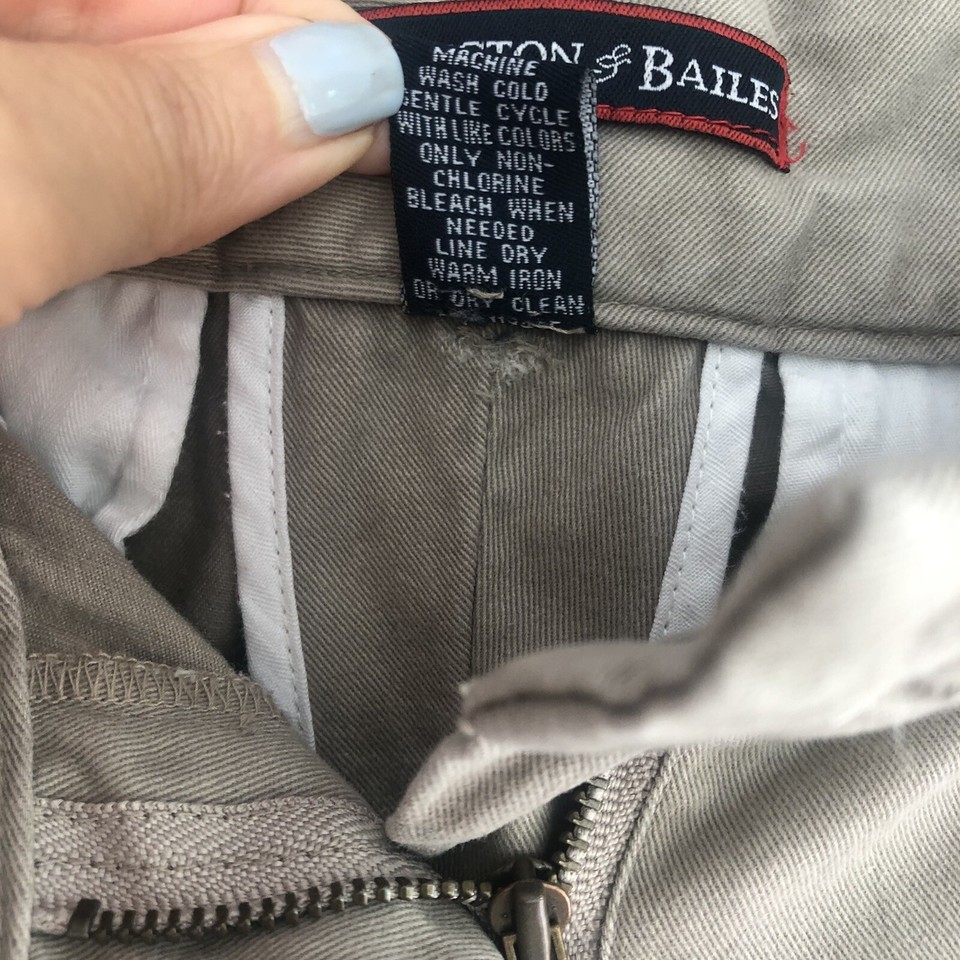 & BAILES
MACHINE
WASH COLD
GENTLE CYCLE
WITH LIKE COLORS
ONLY NON-
CHLORINE
BLEACH WHEN
NEEDED
LINE DRY
WARM IRON
OR DRY CLEAN